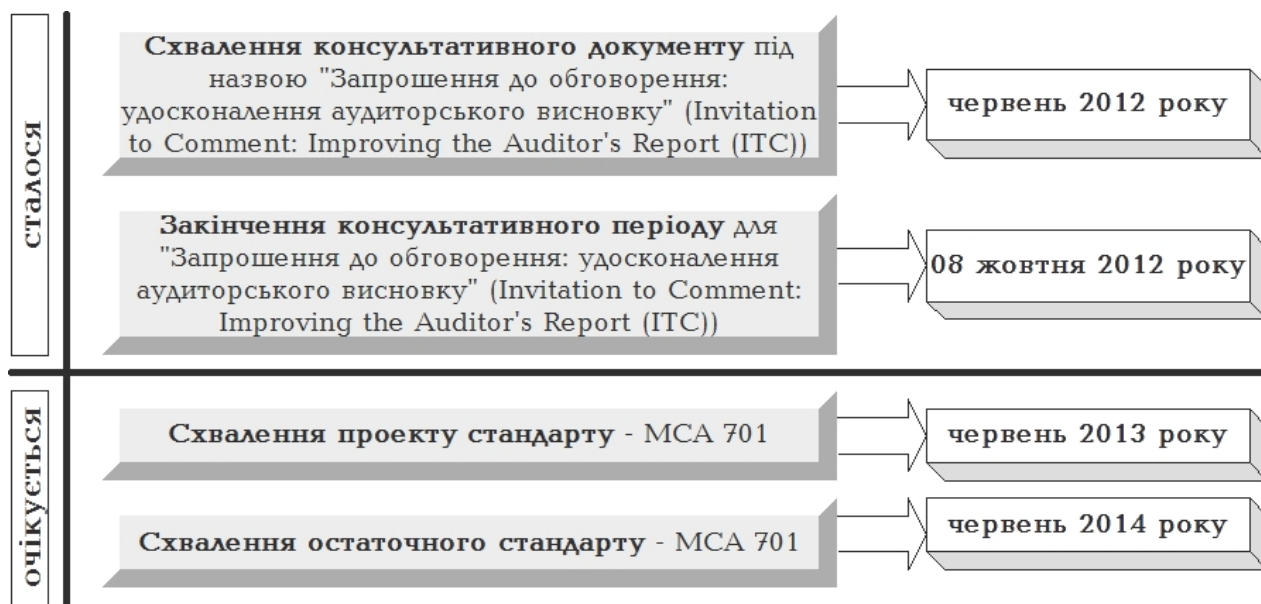 сталося
Схвалення консультативного документу під
назвою "Запрошення до обговорення:
удосконалення аудиторського висновку" (Invitation
to Comment: Improving the Auditor's Report (ITC))
червень 2012 року
Закінчення консультативного періоду для
"Запрошення до обговорення: удосконалення
аудиторського висновку" (Invitation to Comment:
Improving the Auditor's Report (ITC))
08 жовтня 2012 року
очікується
Схвалення проекту стандарту - МСА 701
червень 2013 року
Схвалення остаточного стандарту - МСА 701
червень 2014 року